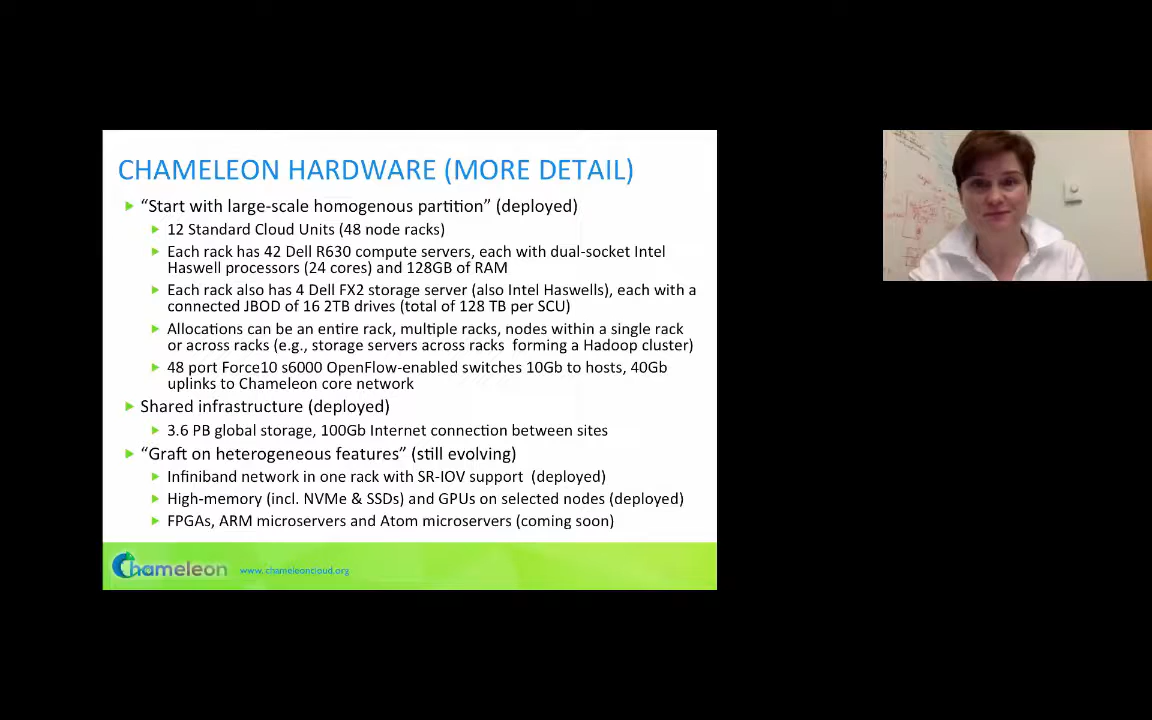 CHAMELEON HARDWARE (MORE DETAIL)
“Start with large-scale homogenous partition” (deployed)
12 Standard Cloud Units (48 node racks)
Each rack has 42 Dell R630 compute servers, each with dual-socket Intel
Haswell processors (24 cores) and 128GB of RAM
Each rack also has 4 Dell FX2 storage server (also Intel Haswells), each with a
connected JBOD of 16 2TB drives (total of 128 TB per SCU)
Allocations can be an entire rack, multiple racks, nodes within a single rack
or across racks (e.g., storage servers across racks forming a Hadoop cluster)
48 port Force10 s6000 OpenFlow-enabled switches 10Gb to hosts, 40Gb
uplinks to Chameleon core network
Shared infrastructure (deployed)
3.6 PB global storage, 100Gb Internet connection between sites
“Graft on heterogeneous features” (still evolving)
Infiniband network in one rack with SR-IOV support (deployed)
High-memory (incl. NVMe & SSDs) and GPUs on selected nodes (deployed)
FPGAs, ARM microservers and Atom microservers (coming soon)
Chameleon www.chameleoncloud.org